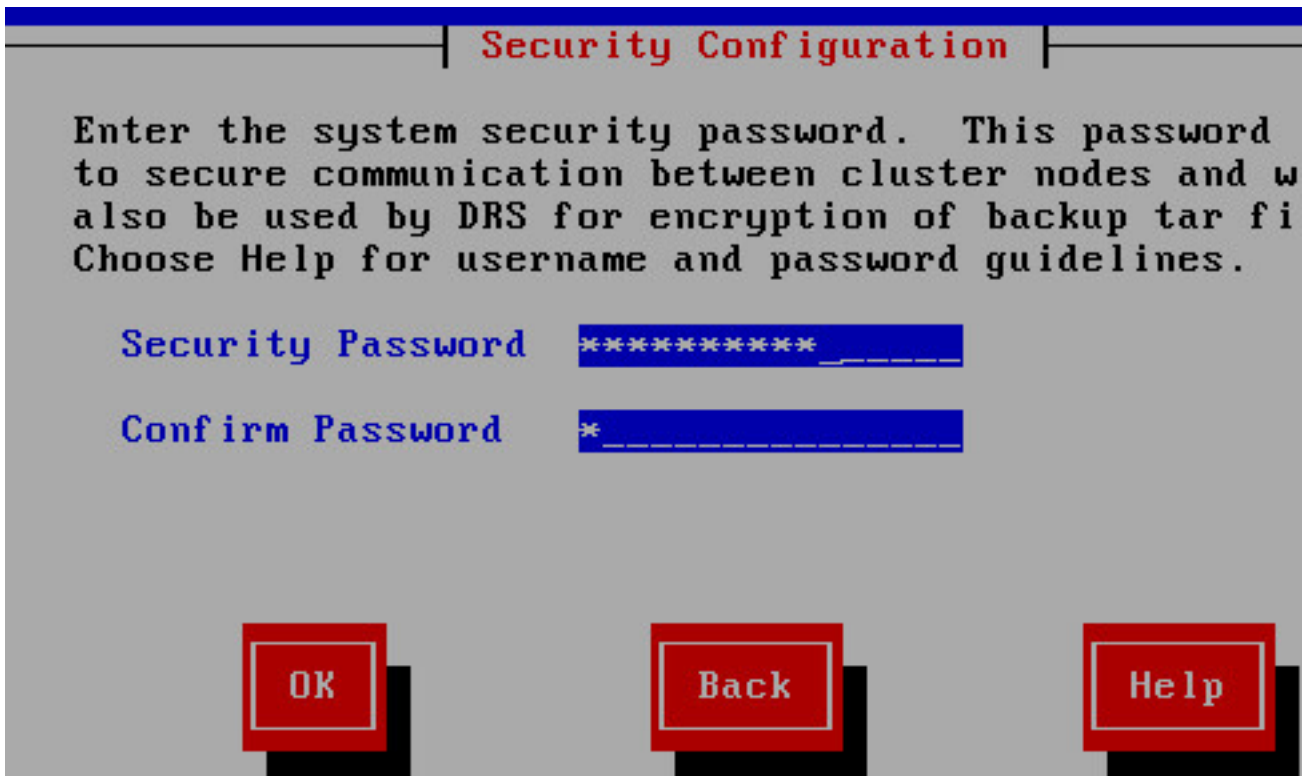 Security Configuration
Enter the system security password.  This password
to secure communication between cluster nodes and w
also be used by DRS for encryption of backup tar fi
Choose Help for username and password guidelines.
Security Password **********______
Confirm Password *_______________
OK Back Help